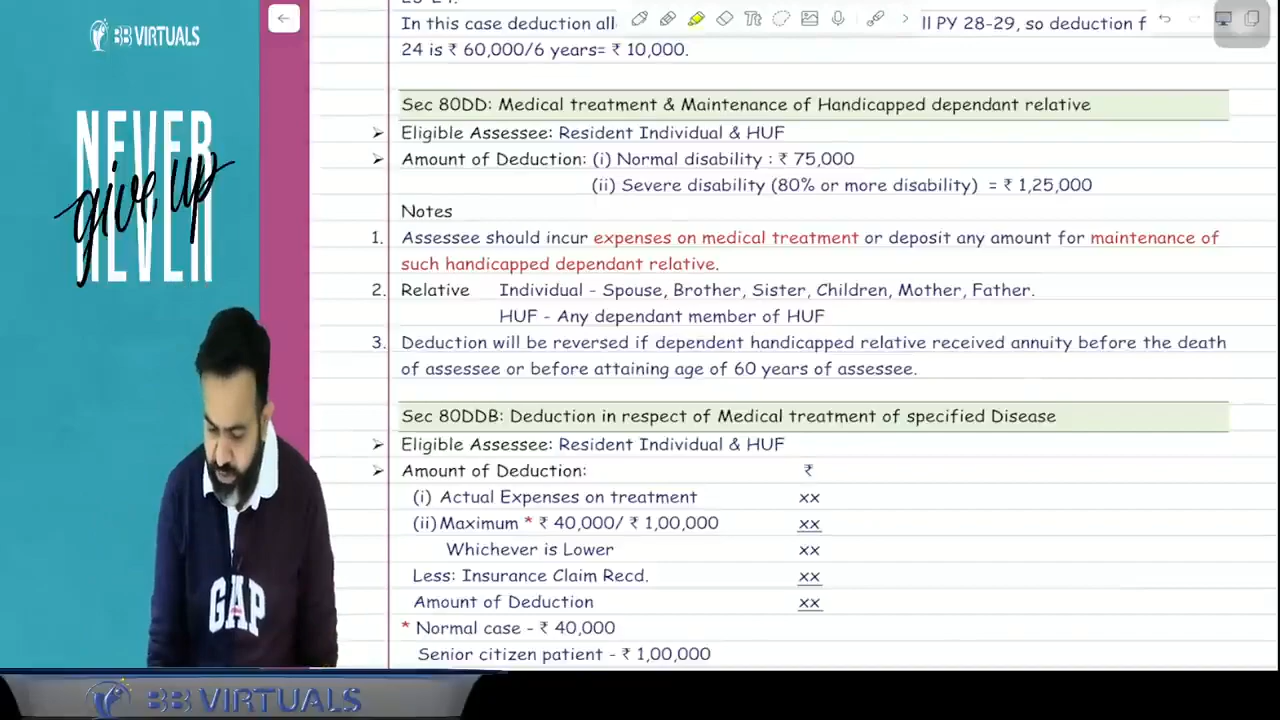 BB VIRTUALS
NEVER
give up
NEVER
In this case deduction all
ll PY 28-29, so deduction f
24 is ₹ 60,000/6 years= ₹ 10,000.
Sec 80DD: Medical treatment & Maintenance of Handicapped dependant relative
➢ Eligible Assessee: Resident Individual & HUF
➢ Amount of Deduction: (i) Normal disability : ₹ 75,000
(ii) Severe disability (80% or more disability) = ₹ 1,25,000
Notes
1. Assessee should incur expenses on medical treatment or deposit any amount for maintenance of
such handicapped dependant relative.
2. Relative Individual - Spouse, Brother, Sister, Children, Mother, Father.
HUF - Any dependant member of HUF
3. Deduction will be reversed if dependent handicapped relative received annuity before the death
of assessee or before attaining age of 60 years of assessee.
Sec 80DDB: Deduction in respect of Medical treatment of specified Disease
➢ Eligible Assessee: Resident Individual & HUF
➢ Amount of Deduction: ₹
(i) Actual Expenses on treatment xx
(ii) Maximum * ₹ 40,000/ ₹ 1,00,000 xx
Whichever is Lower xx
Less: Insurance Claim Recd. xx
Amount of Deduction xx
* Normal case - ₹ 40,000
Senior citizen patient - ₹ 1,00,000
GAP
BB VIRTUALS